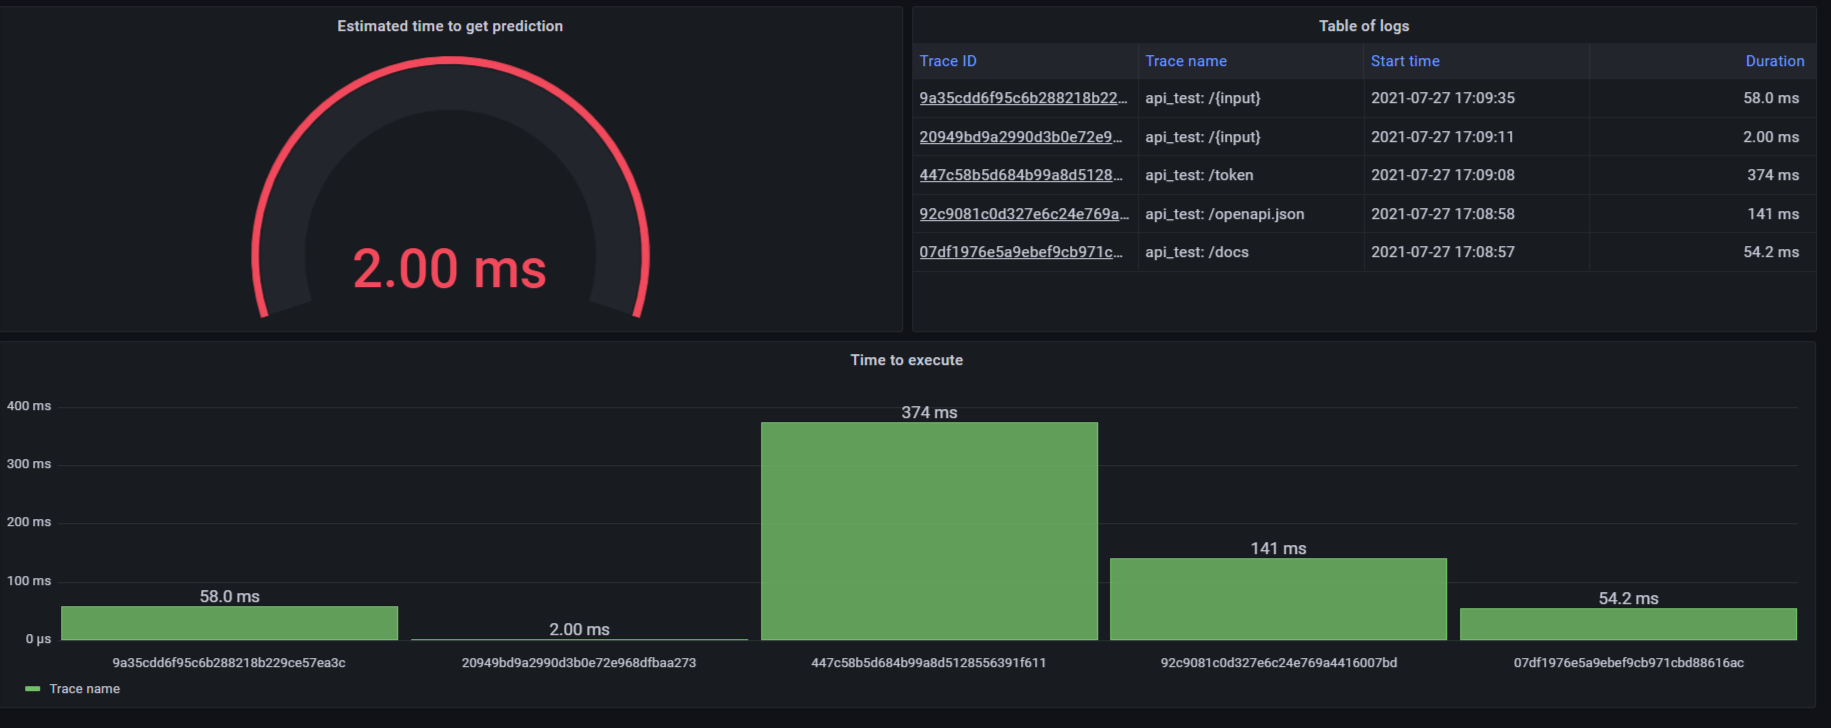 Estimated time to get prediction
2.00 ms
Table of logs
Trace ID Trace name Start time Duration
9a35cdd6f95c6b288218b22... api_test: /{input} 2021-07-27 17:09:35 58.0 ms
20949bd9a2990d3b0e72e9... api_test: /{input} 2021-07-27 17:09:11 2.00 ms
447c58b5d684b99a8d5128... api_test: /token 2021-07-27 17:09:08 374 ms
92c9081c0d327e6c24e769a... api_test: /openapi.json 2021-07-27 17:08:58 141 ms
07df1976e5a9ebef9cb971c... api_test: /docs 2021-07-27 17:08:57 54.2 ms
Time to execute
400 ms
300 ms
200 ms
100 ms
0 µs
58.0 ms
2.00 ms
374 ms
141 ms
54.2 ms
9a35cdd6f95c6b288218b229ce57ea3c
20949bd9a2990d3b0e72e968dfbaa273
447c58b5d684b99a8d5128556391f611
92c9081c0d327e6c24e769a4416007bd
07df1976e5a9ebef9cb971cbd88616ac
Trace name